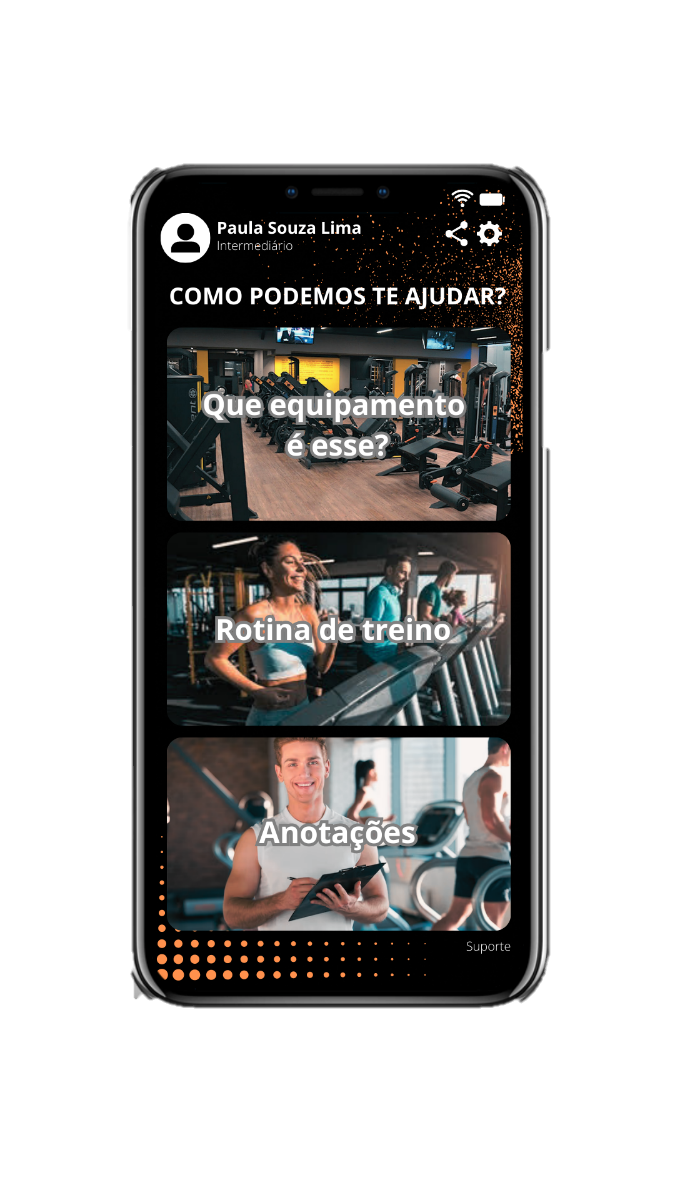 Paula Souza Lima
Intermediário
COMO PODEMOS TE AJUDAR?
Que equipamento
é esse?
Rotina de treino
Anotações
Suporte